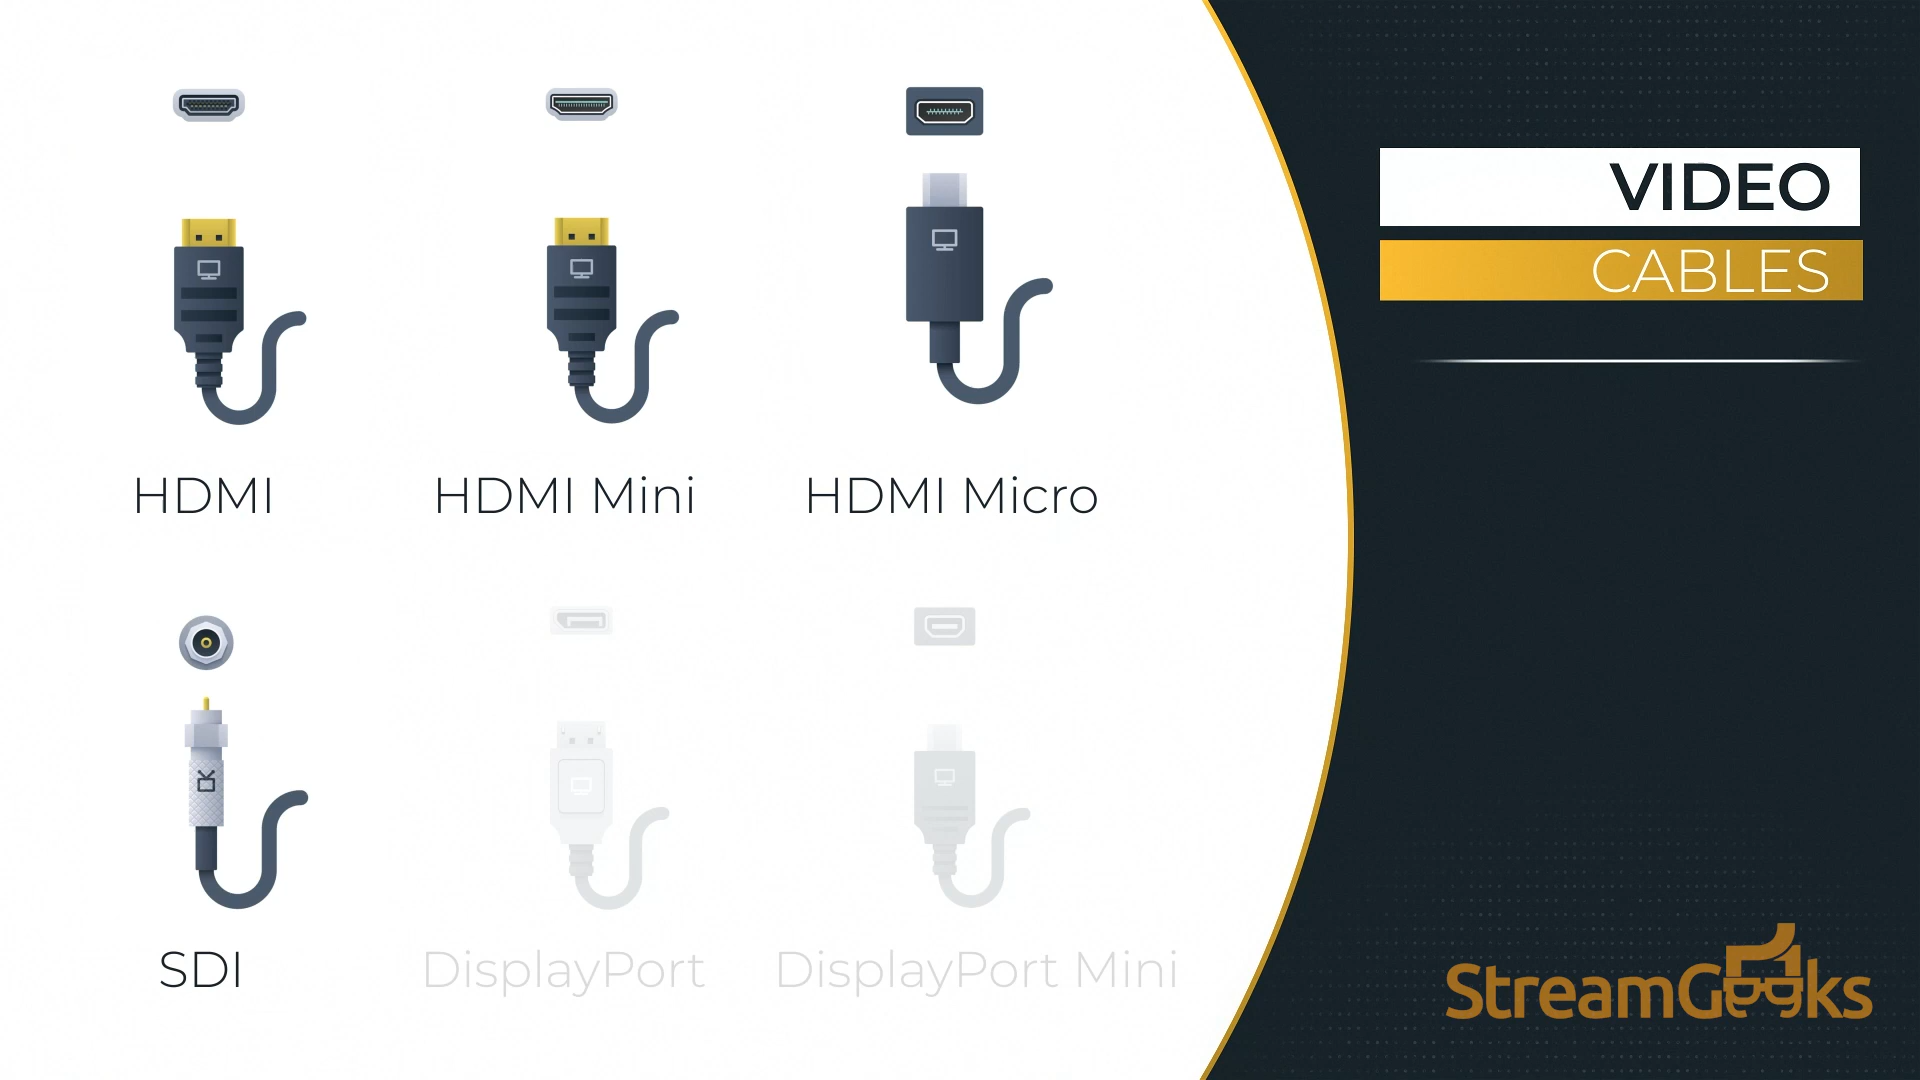 VIDEO
CABLES
HDMI
HDMI Mini
HDMI Micro
SDI
DisplayPort
DisplayPort Mini
StreamGeeks